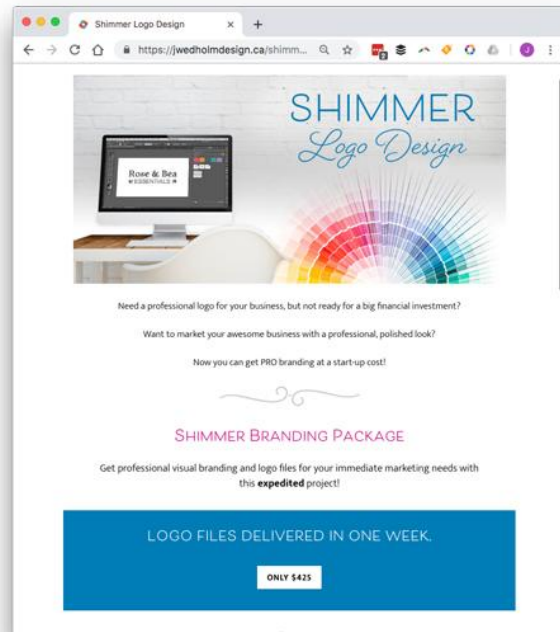 Shimmer Logo Design
https://jwedholmdesign.ca/shimm...
SHIMMER
Logo Design
Rose & Bea
ESSENTIALS
Need a professional logo for your business, but not ready for a big financial investment?
Want to market your awesome business with a professional, polished look?
Now you can get PRO branding at a start-up cost!
SHIMMER BRANDING PACKAGE
Get professional visual branding and logo files for your immediate marketing needs with
this expedited project!
LOGO FILES DELIVERED IN ONE WEEK.
ONLY $425